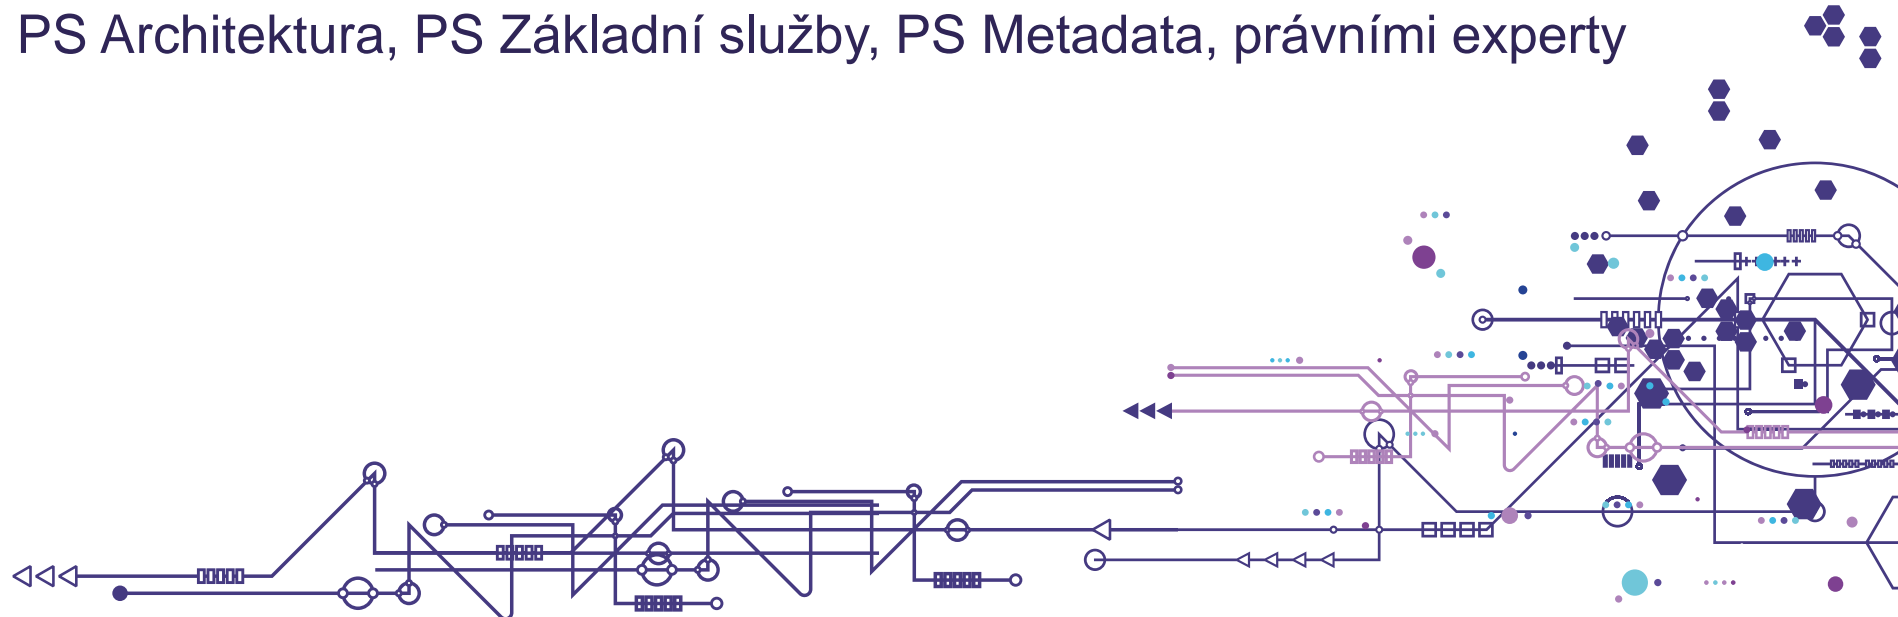 PS Architektura, PS Základní služby, PS Metadata, právními experty